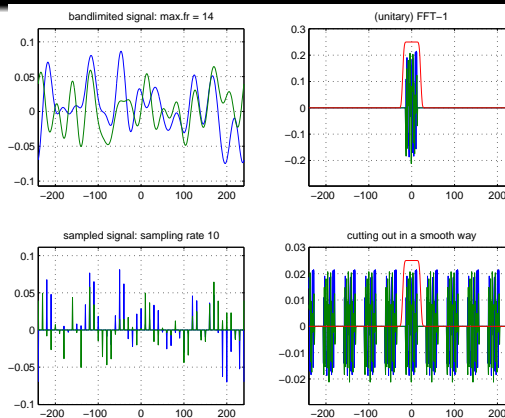 bandlimited signal: max.fr = 14
0.1
0.05
0
−0.05
−0.1
−200 −100 0 100 200
(unitary) FFT−1
0.3
0.2
0.1
0
−0.1
−0.2
−200 −100 0 100 200
sampled signal: sampling rate 10
0.1
0.05
0
−0.05
−0.1
−200 −100 0 100 200
cutting out in a smooth way
0.03
0.02
0.01
0
−0.01
−0.02
−200 −100 0 100 200